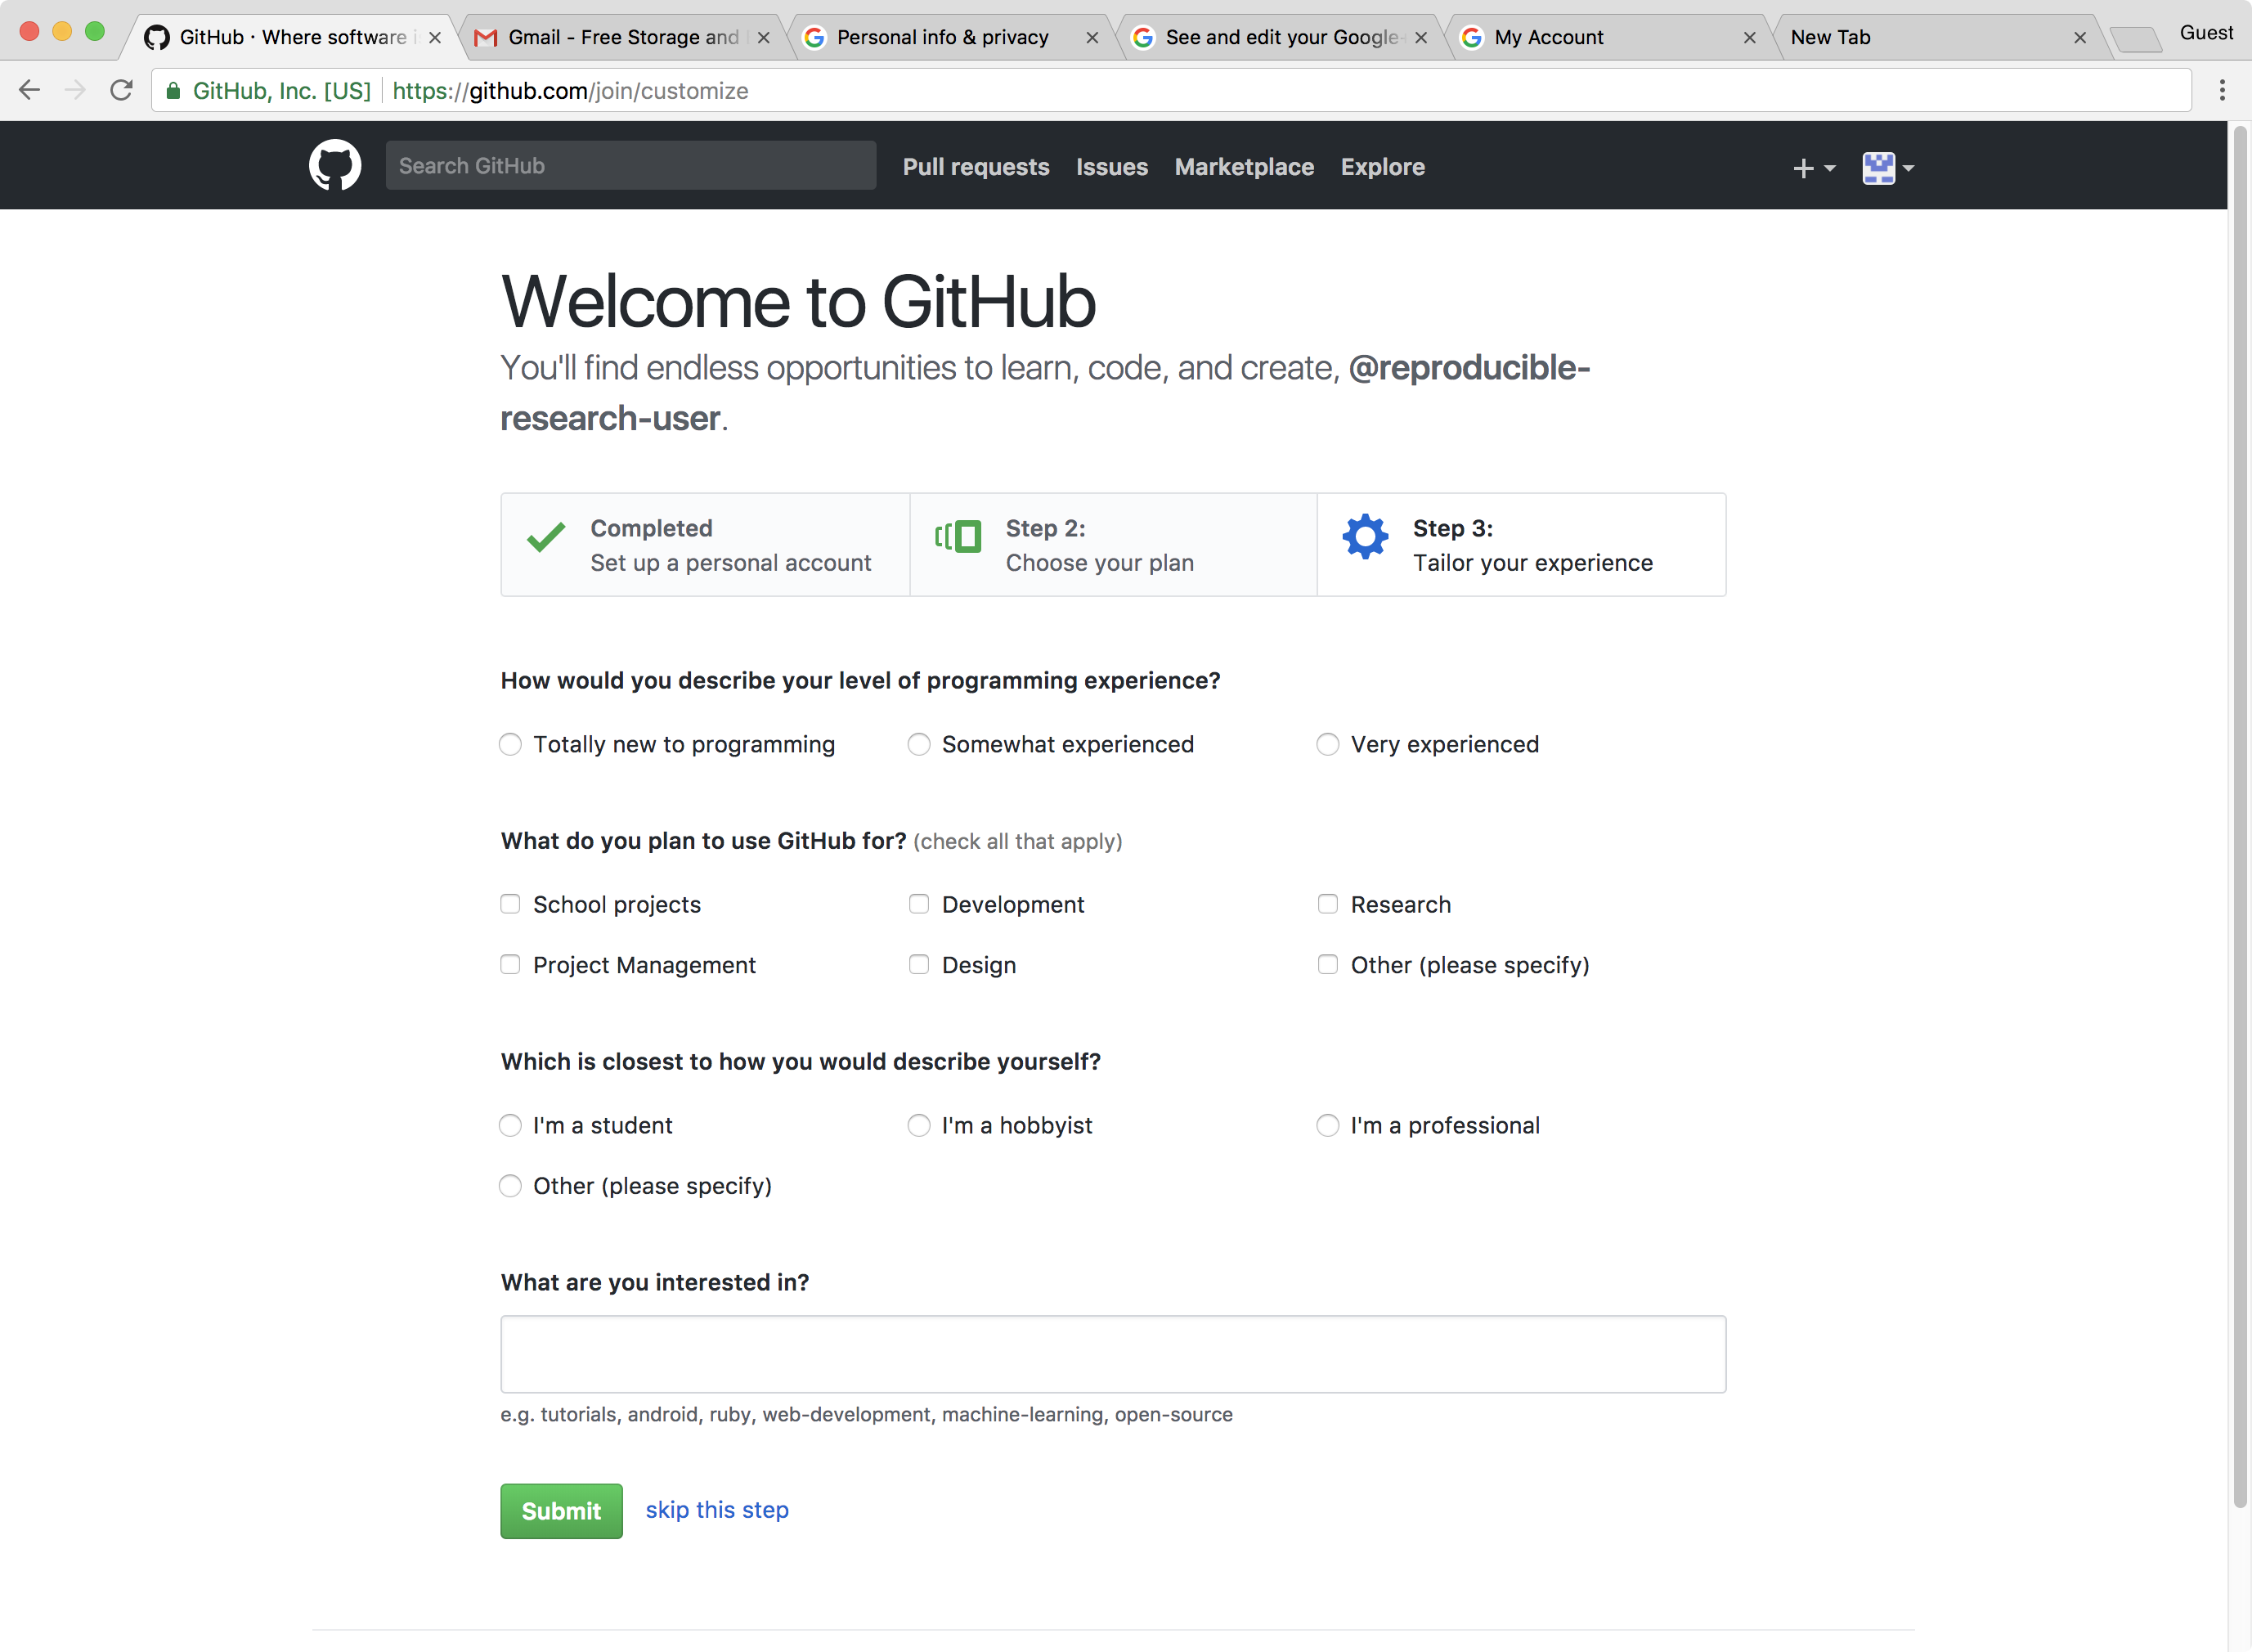 GitHub · Where software i
Gmail - Free Storage and
Personal info & privacy
See and edit your Google
My Account
New Tab
Guest
GitHub, Inc. [US] https://github.com/join/customize
Search GitHub
Pull requests Issues Marketplace Explore
Welcome to GitHub
You'll find endless opportunities to learn, code, and create, @reproducible-
research-user.
Completed
Set up a personal account
Step 2:
Choose your plan
Step 3:
Tailor your experience
How would you describe your level of programming experience?
Totally new to programming
Somewhat experienced
Very experienced
What do you plan to use GitHub for? (check all that apply)
School projects
Development
Research
Project Management
Design
Other (please specify)
Which is closest to how you would describe yourself?
I'm a student
I'm a hobbyist
I'm a professional
Other (please specify)
What are you interested in?
e.g. tutorials, android, ruby, web-development, machine-learning, open-source
Submit
skip this step